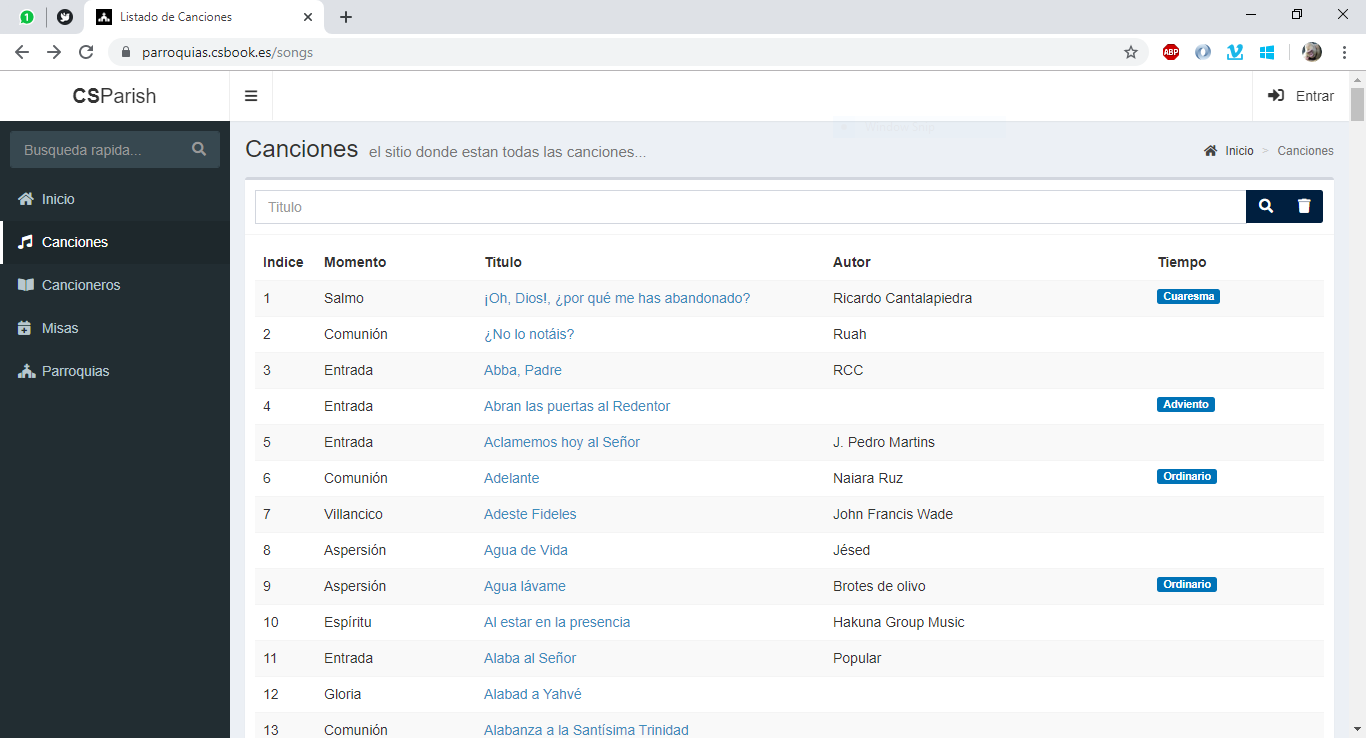 1
Listado de Canciones
parroquias.csbook.es/songs
ABP
CSParish
Entrar
Busqueda rapida...
Inicio
Canciones
Cancioneros
Misas
Parroquias
Canciones el sitio donde estan todas las canciones...
Inicio > Canciones
Titulo
Indice Momento Titulo Autor Tiempo
1 Salmo ¡Oh, Dios!, ¿por qué me has abandonado? Ricardo Cantalapiedra Cuaresma
2 Comunión ¿No lo notáis? Ruah
3 Entrada Abba, Padre RCC
4 Entrada Abran las puertas al Redentor Adviento
5 Entrada Aclamemos hoy al Señor J. Pedro Martins
6 Comunión Adelante Naiara Ruz Ordinario
7 Villancico Adeste Fideles John Francis Wade
8 Aspersión Agua de Vida Jésed
9 Aspersión Agua lávame Brotes de olivo Ordinario
10 Espíritu Al estar en la presencia Hakuna Group Music
11 Entrada Alaba al Señor Popular
12 Gloria Alabad a Yahvé
13 Comunión Alabanza a la Santísima Trinidad